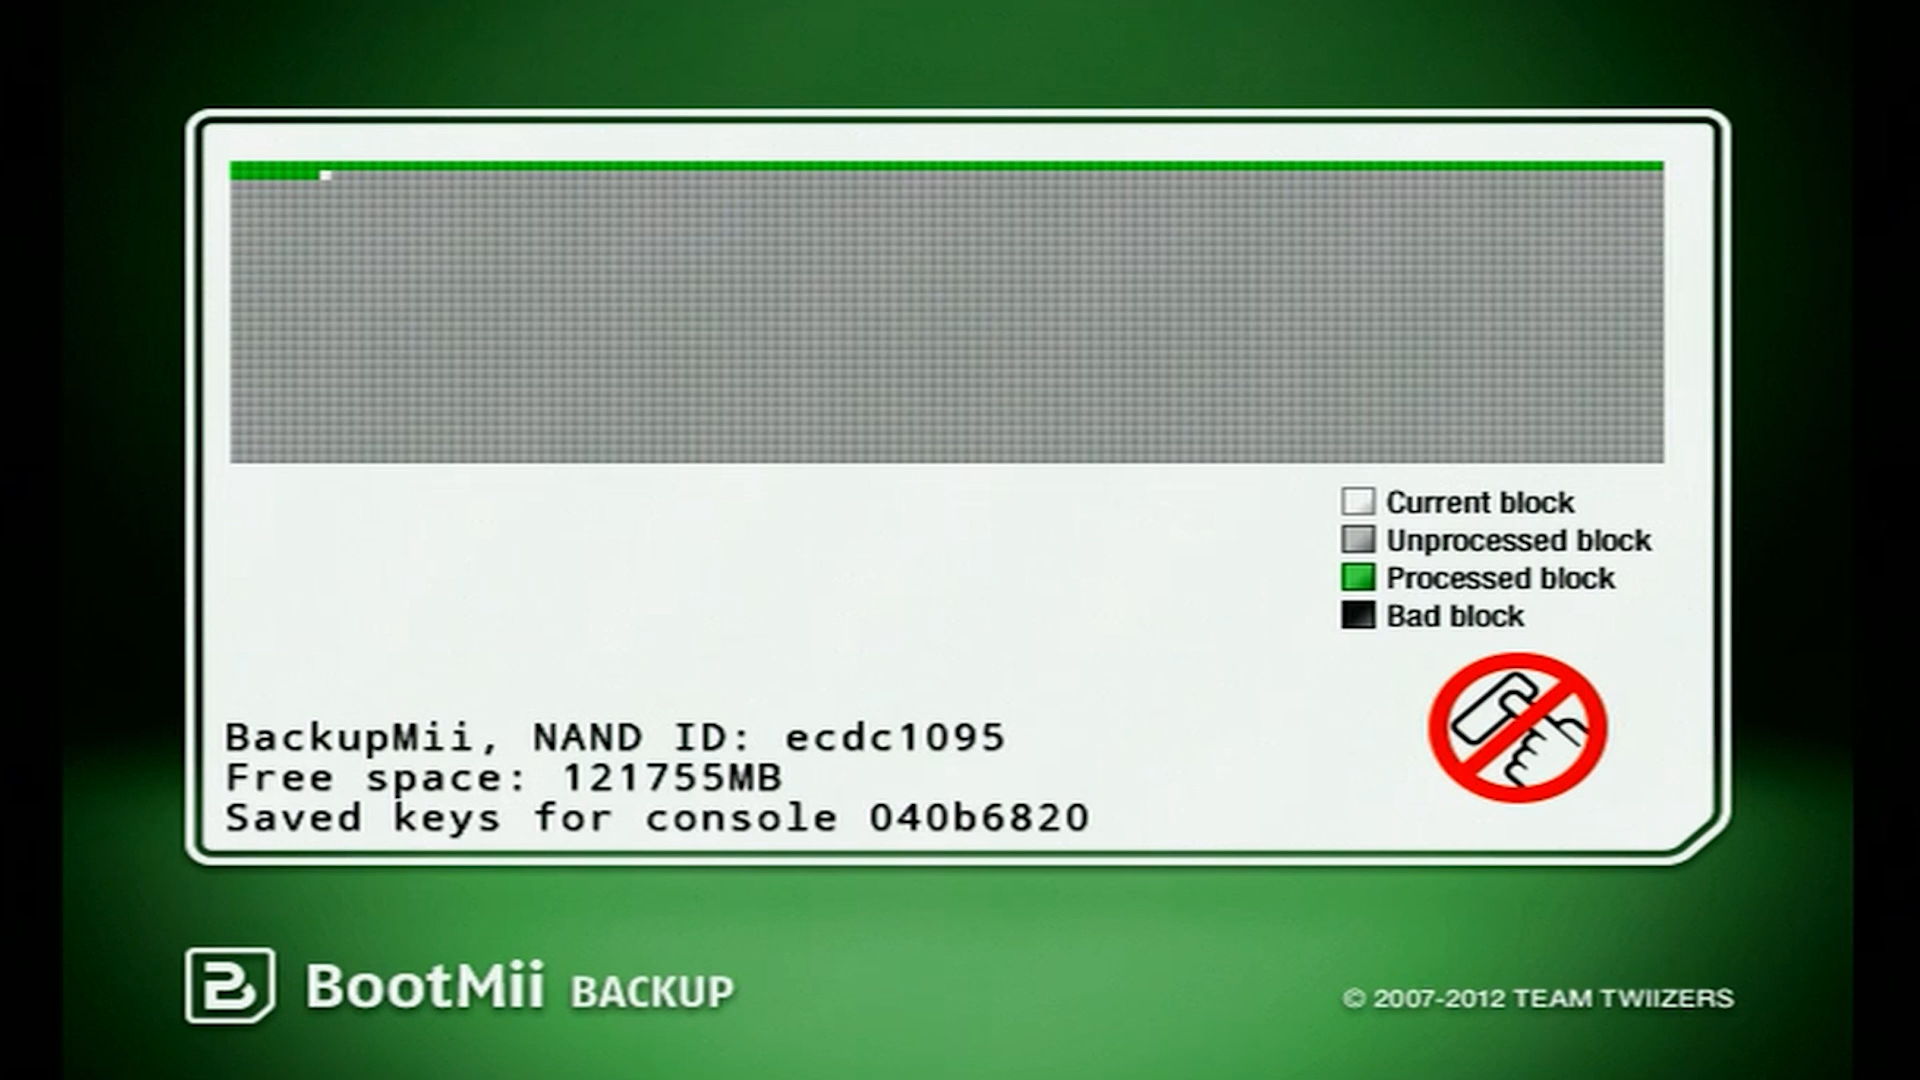 Current block
Unprocessed block
Processed block
Bad block
BackupMii, NAND ID: ecdc1095
Free space: 121755MB
Saved keys for console 040b6820
B BootMii BACKUP
© 2007-2012 TEAM TWIIZERS